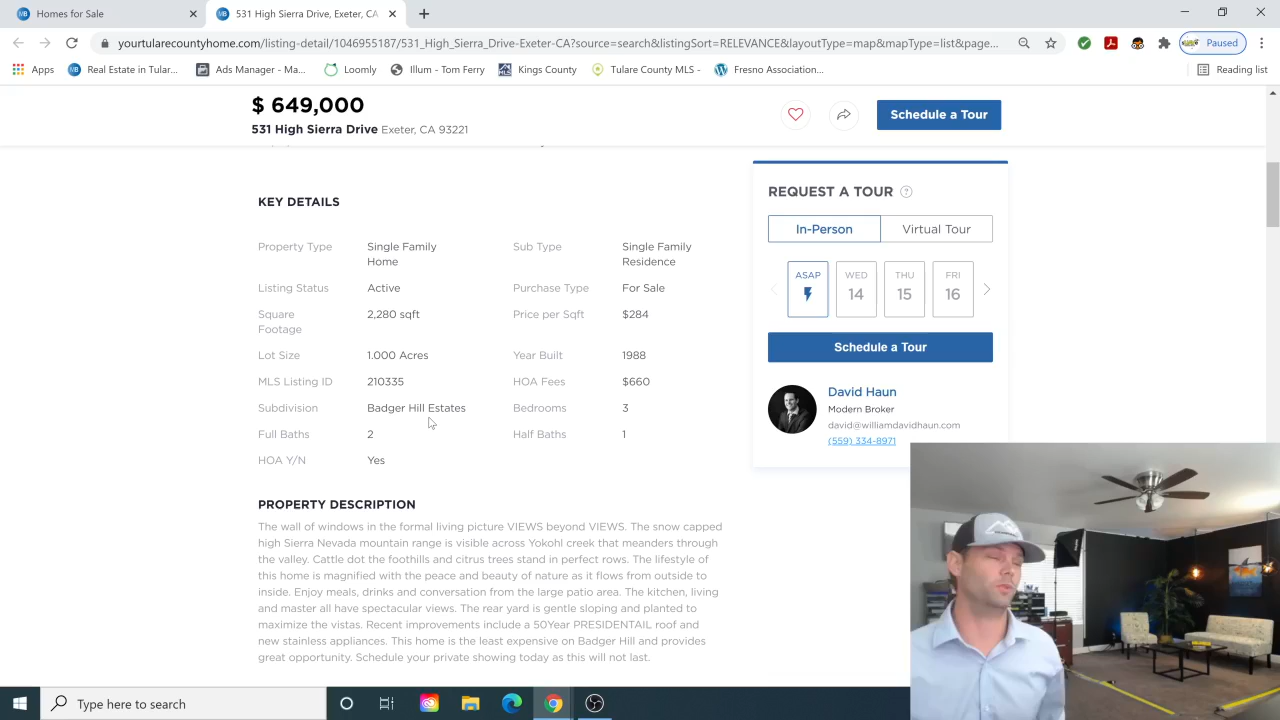 Homes for Sale
531 High Sierra Drive, Exeter, CA
yourtularecountyhome.com/listing-detail/1046955187/531_High_Sierra_Drive-Exeter-CA?source=search&listingSort=RELEVANCE&layoutType=map&mapType=list&page...
Paused
Apps
Real Estate in Tular...
Ads Manager - Ma...
Loomly
Illum - Tom Ferry
Kings County
Tulare County MLS -
Fresno Association...
Reading list
$ 649,000
531 High Sierra Drive Exeter, CA 93221
Schedule a Tour
KEY DETAILS
Property Type Single Family Home
Sub Type Single Family Residence
Listing Status Active
Purchase Type For Sale
Square Footage 2,280 sqft
Price per Sqft $284
Lot Size 1.000 Acres
Year Built 1988
MLS Listing ID 210335
HOA Fees $660
Subdivision Badger Hill Estates
Bedrooms 3
Full Baths 2
Half Baths 1
HOA Y/N Yes
PROPERTY DESCRIPTION
The wall of windows in the formal living picture VIEWS beyond VIEWS. The snow capped
high Sierra Nevada mountain range is visible across Yokohl creek that meanders through
the valley. Cattle dot the foothills and citrus trees stand in perfect rows. The lifestyle of
this home is magnified with the peace and beauty of nature as it flows from outside to
inside. Enjoy meals, drinks and conversation from the large patio area. The kitchen, living
and master all have spectacular views. The rear yard is gentle sloping and planted to
maximize the vistas. Recent improvements include a 50Year PRESIDENTAIL roof and
new stainless appliances. This home is the least expensive on Badger Hill and provides
great opportunity. Schedule your private showing today as this will not last.
REQUEST A TOUR ?
In-Person
Virtual Tour
ASAP
WED 14
THU 15
FRI 16
Schedule a Tour
David Haun
Modern Broker
david@williamdavidhaun.com
(559) 334-8971
Type here to search